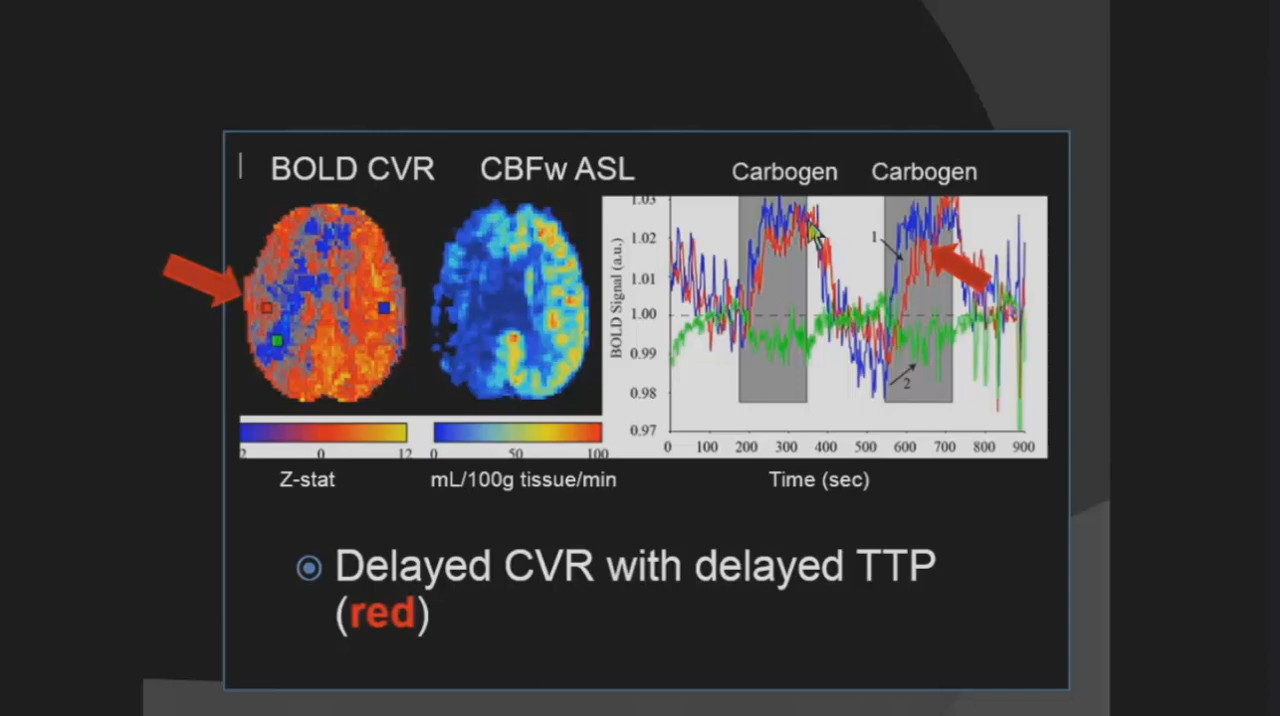 BOLD CVR
CBFw ASL
Carbogen
Carbogen
1.03
1.02
1.01
1.00
0.99
0.98
0.97
BOLD Signal (a.u.)
1
2
0 100 200 300 400 500 600 700 800 900
2 0 12
0 50 100
Z-stat
mL/100g tissue/min
Time (sec)
Delayed CVR with delayed TTP
(red)